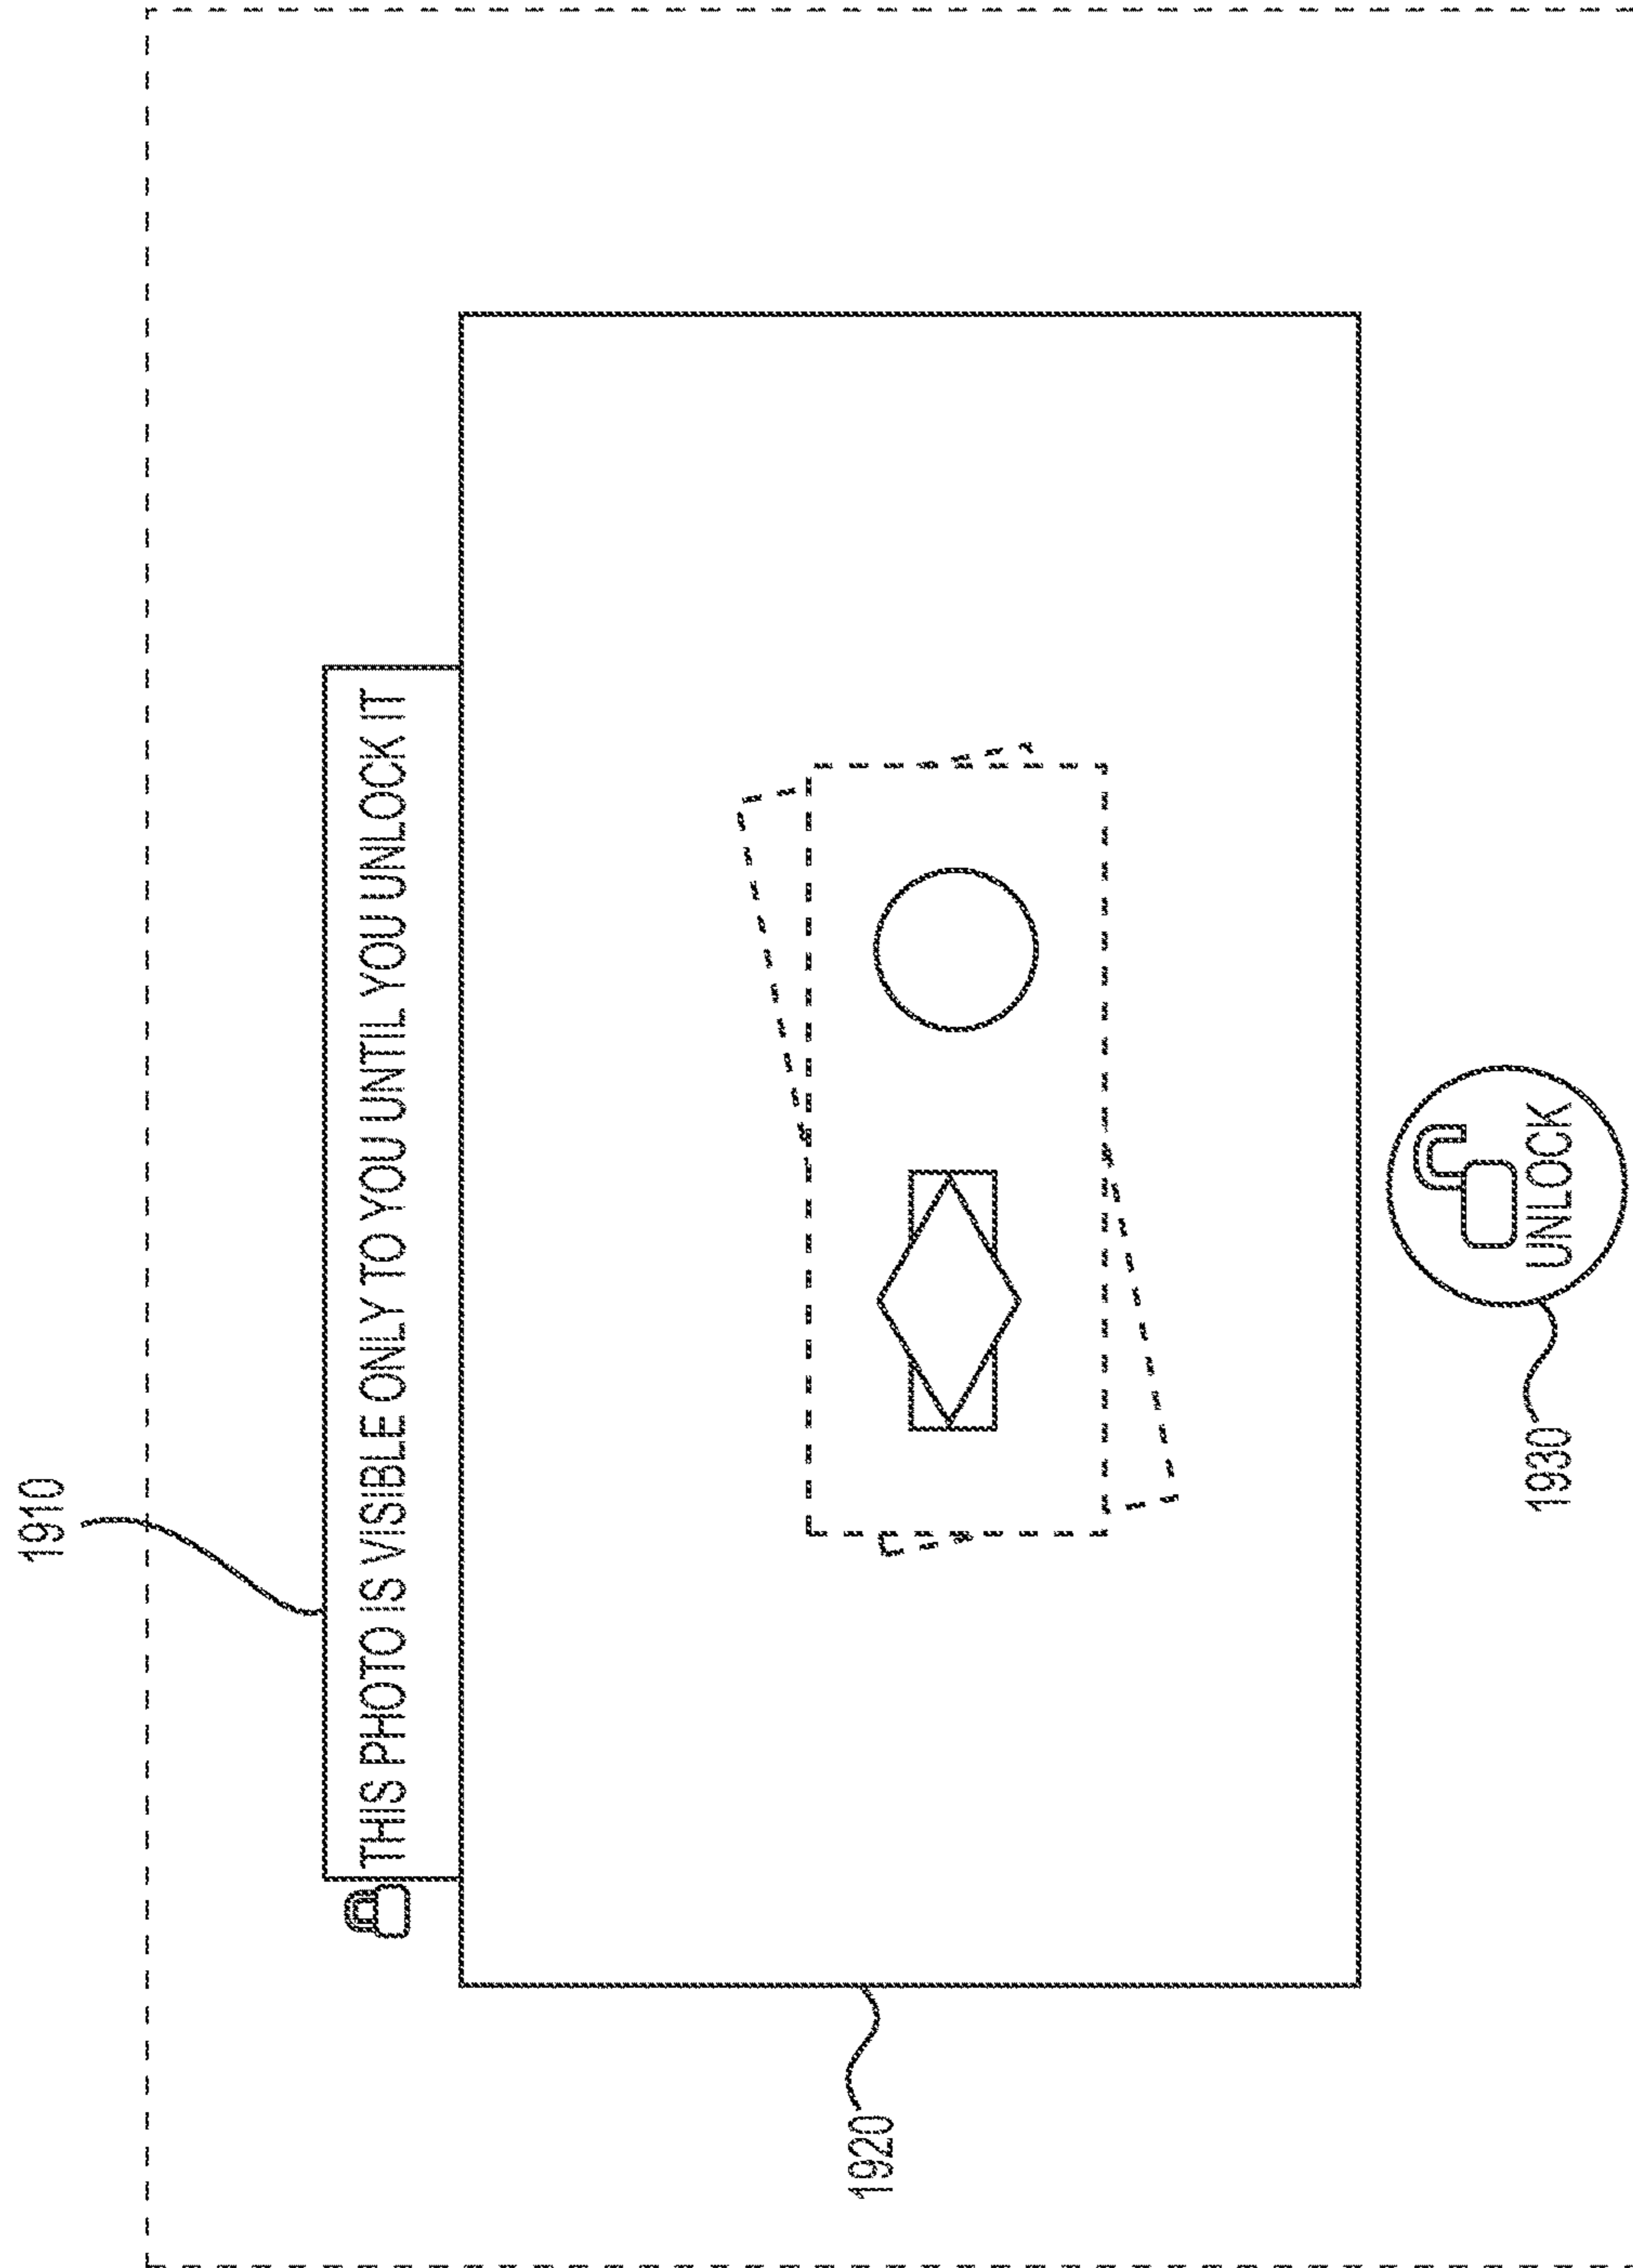 1910
THIS PHOTO IS VISIBLE ONLY TO YOU UNTIL YOU UNLOCK IT
1920
1930
UNLOCK